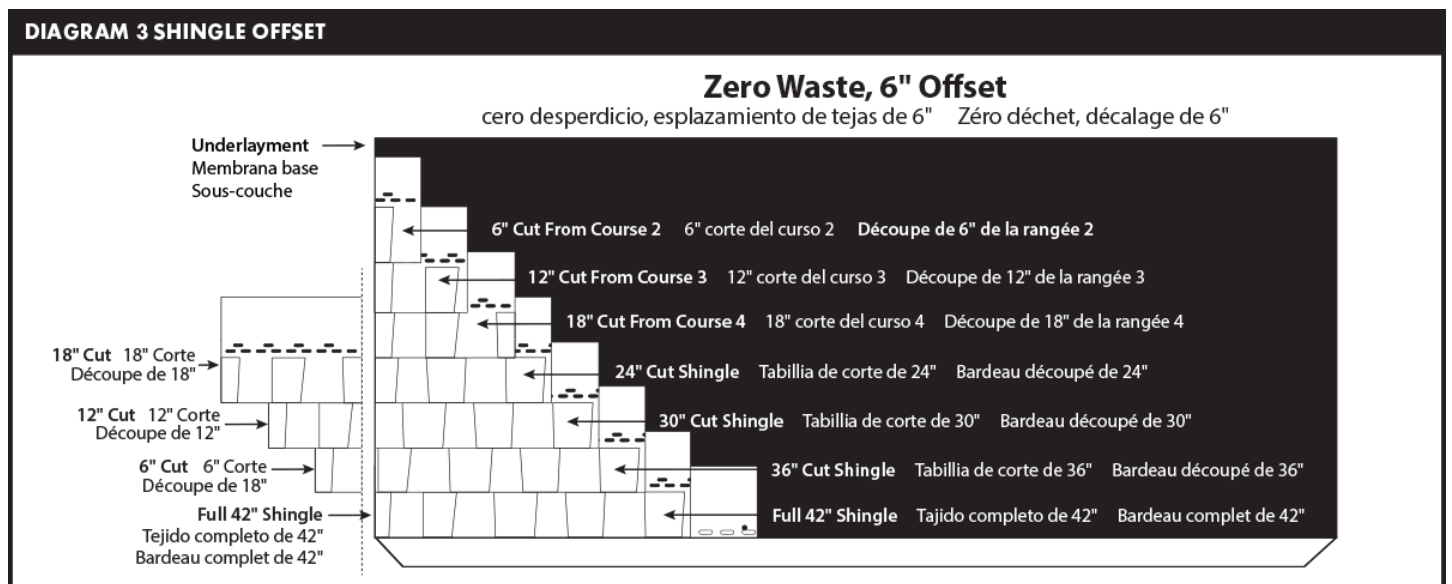 DIAGRAM 3 SHINGLE OFFSET
Zero Waste, 6" Offset
cero desperdicio, esplazamiento de tejas de 6" Zéro déchet, décalage de 6"
Underlayment
Membrana base
Sous-couche
6" Cut From Course 2 6" corte del curso 2 Découpe de 6" de la rangée 2
12" Cut From Course 3 12" corte del curso 3 Découpe de 12" de la rangée 3
18" Cut From Course 4 18" corte del curso 4 Découpe de 18" de la rangée 4
18" Cut 18" Corte
Découpe de 18"
24" Cut Shingle Tabillia de corte de 24" Bardeau découpé de 24"
12" Cut 12" Corte
Découpe de 12"
30" Cut Shingle Tabillia de corte de 30" Bardeau découpé de 30"
6" Cut 6" Corte
Découpe de 18"
36" Cut Shingle Tabillia de corte de 36" Bardeau découpé de 36"
Full 42" Shingle
Tejido completo de 42"
Bardeau complet de 42"
Full 42" Shingle Tajido completo de 42" Bardeau complet de 42"